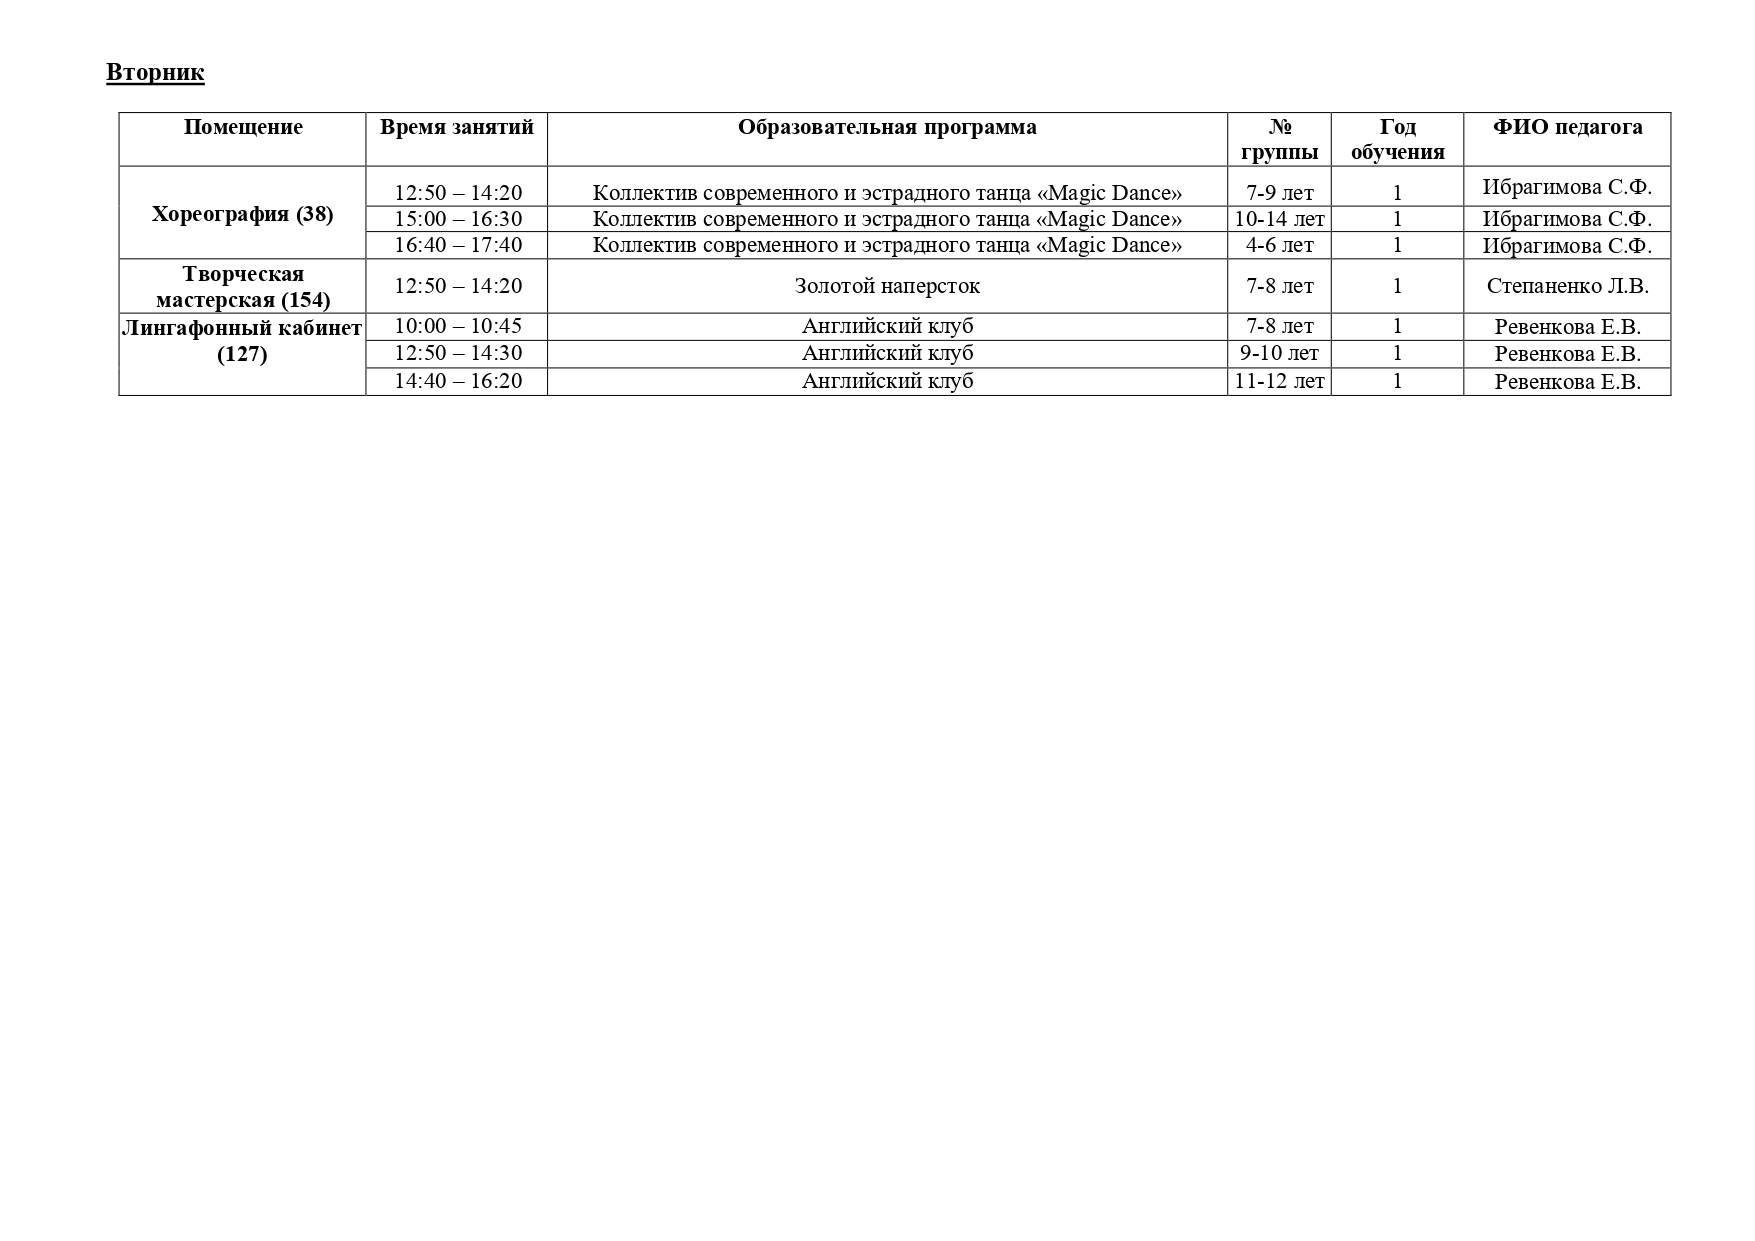 Вторник
Помещение Время занятий Образовательная программа № группы Год обучения ФИО педагога
Хореография (38) 12:50 – 14:20 Коллектив современного и эстрадного танца «Magic Dance» 7-9 лет 1 Ибрагимова С.Ф.
15:00 – 16:30 Коллектив современного и эстрадного танца «Magic Dance» 10-14 лет 1 Ибрагимова С.Ф.
16:40 – 17:40 Коллектив современного и эстрадного танца «Magic Dance» 4-6 лет 1 Ибрагимова С.Ф.
Творческая мастерская (154) 12:50 – 14:20 Золотой наперсток 7-8 лет 1 Степаненко Л.В.
Лингафонный кабинет (127) 10:00 – 10:45 Английский клуб 7-8 лет 1 Ревенкова Е.В.
12:50 – 14:30 Английский клуб 9-10 лет 1 Ревенкова Е.В.
14:40 – 16:20 Английский клуб 11-12 лет 1 Ревенкова Е.В.